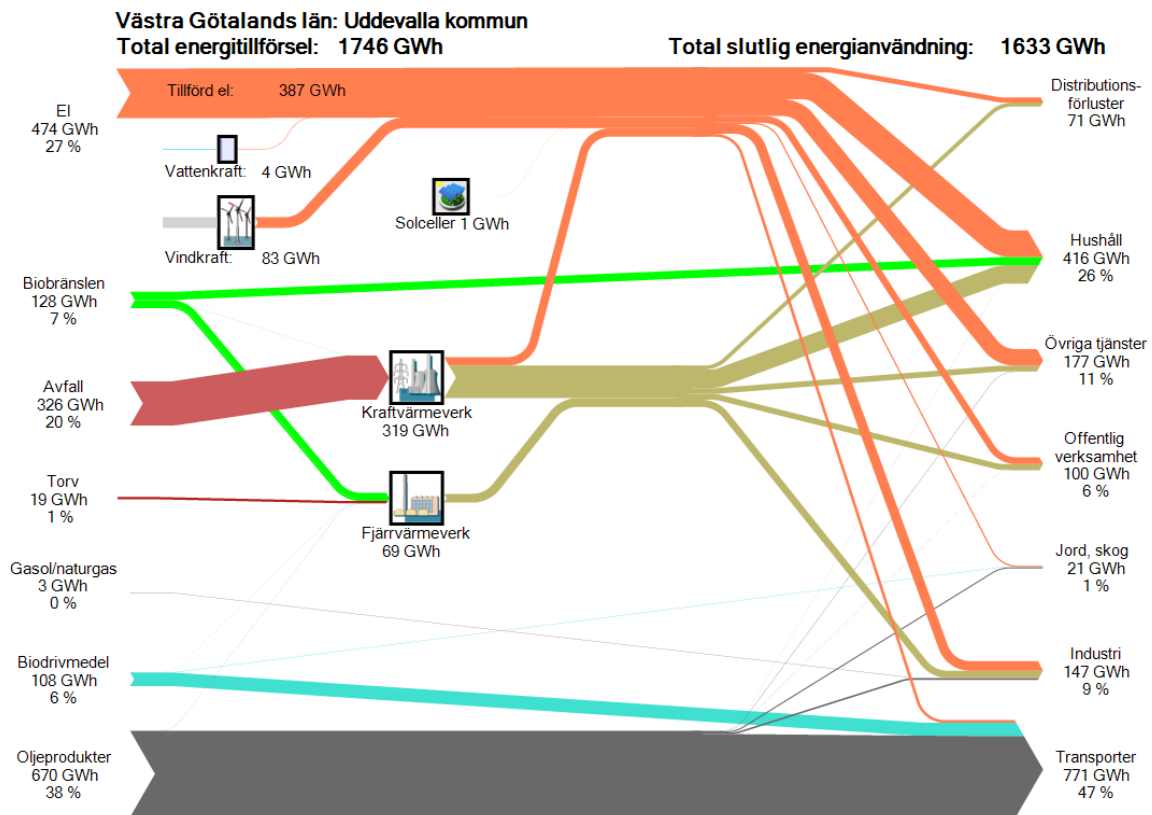 Västra Götalands län: Uddevalla kommun
Total energitillförsel: 1746 GWh
Total slutlig energianvändning: 1633 GWh
El
474 GWh
27 %
Tillförd el: 387 GWh
Vattenkraft: 4 GWh
Vindkraft: 83 GWh
Solceller 1 GWh
Biobränslen
128 GWh
7 %
Avfall
326 GWh
20 %
Kraftvärmeverk
319 GWh
Torv
19 GWh
1 %
Fjärrvärmeverk
69 GWh
Gasol/naturgas
3 GWh
0 %
Biodrivmedel
108 GWh
6 %
Oljeprodukter
670 GWh
38 %
Distributions-
förluster
71 GWh
Hushåll
416 GWh
26 %
Övriga tjänster
177 GWh
11 %
Offentlig
verksamhet
100 GWh
6 %
Jord, skog
21 GWh
1 %
Industri
147 GWh
9 %
Transporter
771 GWh
47 %